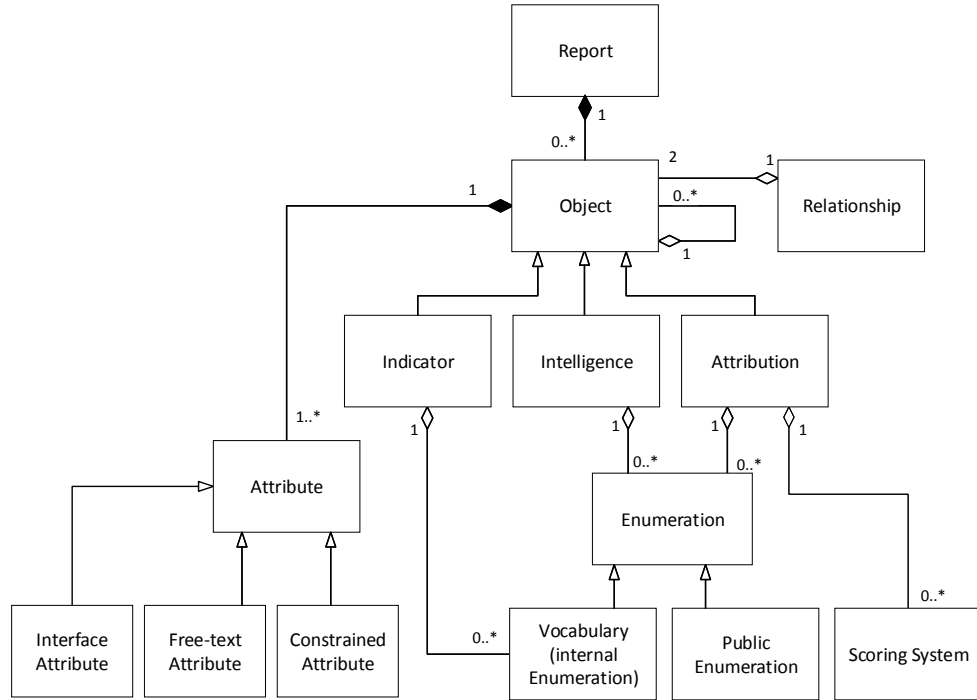 Report
1
0..*
2
1
Object
0..*
Relationship
1
1
Indicator
Intelligence
Attribution
1
1
1
1
1..*
0..*
0..*
Attribute
Enumeration
0..*
Interface
Attribute
Free-text
Attribute
Constrained
Attribute
0..*
Vocabulary
(internal
Enumeration)
Public
Enumeration
Scoring System